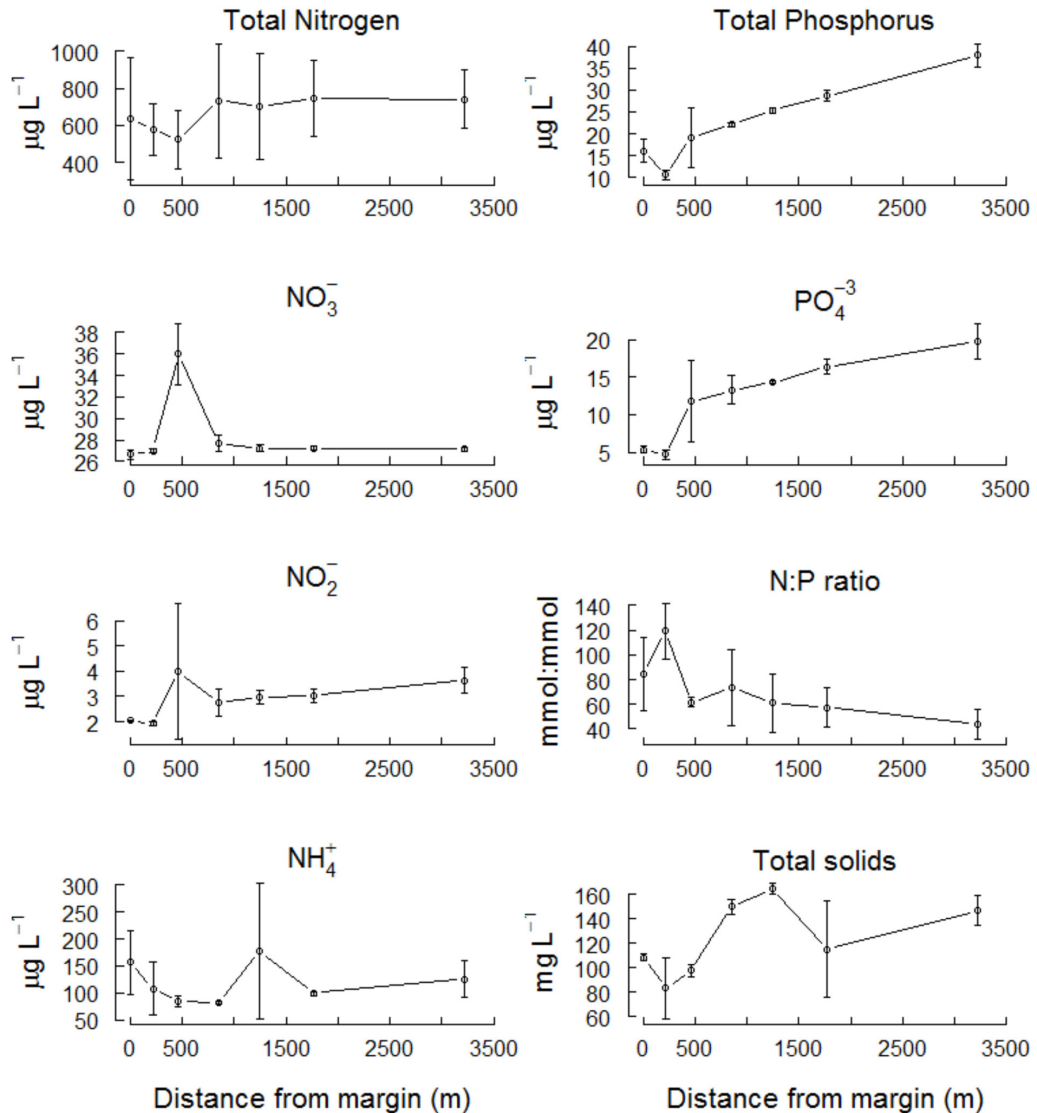 Total Nitrogen
μg L⁻¹
1000
800
600
400
0 500 1500 2500 3500
Total Phosphorus
μg L⁻¹
40
35
30
25
20
15
10
0 500 1500 2500 3500
NO₃⁻
μg L⁻¹
38
36
34
32
30
28
26
0 500 1500 2500 3500
PO₄⁻³
μg L⁻¹
20
15
10
5
0 500 1500 2500 3500
NO₂⁻
μg L⁻¹
6
5
4
3
2
0 500 1500 2500 3500
N:P ratio
mmol:mmol
140
120
100
80
60
40
0 500 1500 2500 3500
NH₄⁺
μg L⁻¹
300
250
200
150
100
50
0 500 1500 2500 3500
Distance from margin (m)
Total solids
mg L⁻¹
160
140
120
100
80
60
0 500 1500 2500 3500
Distance from margin (m)